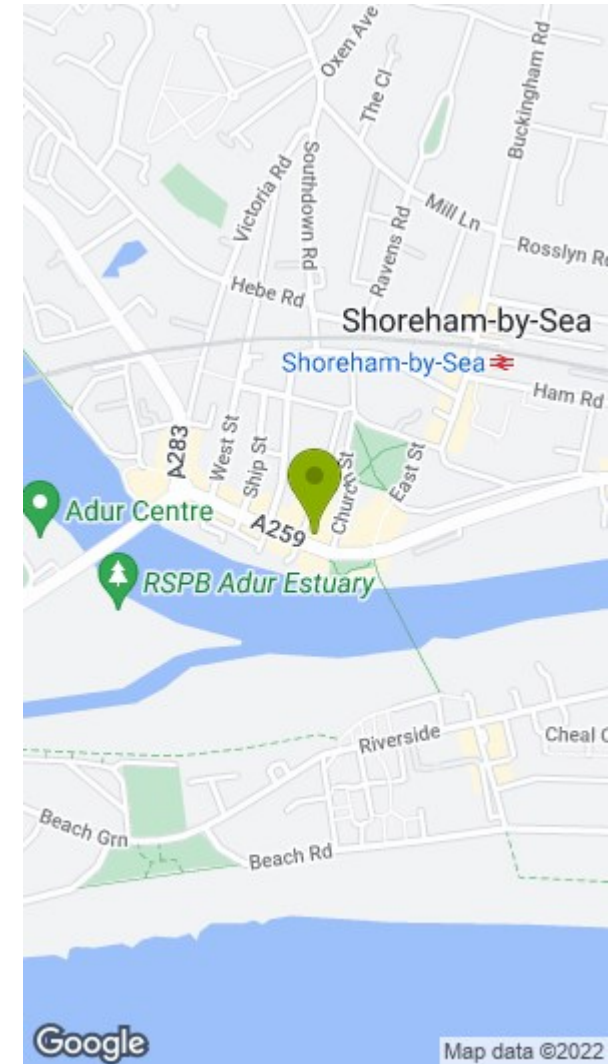 Oxen Ave
The Cl
Buckingham Rd
Victoria Rd
Southdown Rd
Ravens Rd
Mill Ln
Rosslyn Rd
Hebe Rd
Shoreham-by-Sea
Shoreham-by-Sea
Ham Rd
A283
West St
Ship St
Church St
East St
Adur Centre
A259
RSPB Adur Estuary
Riverside
Cheal C
Beach Grn
Beach Rd
Google
Map data ©2022